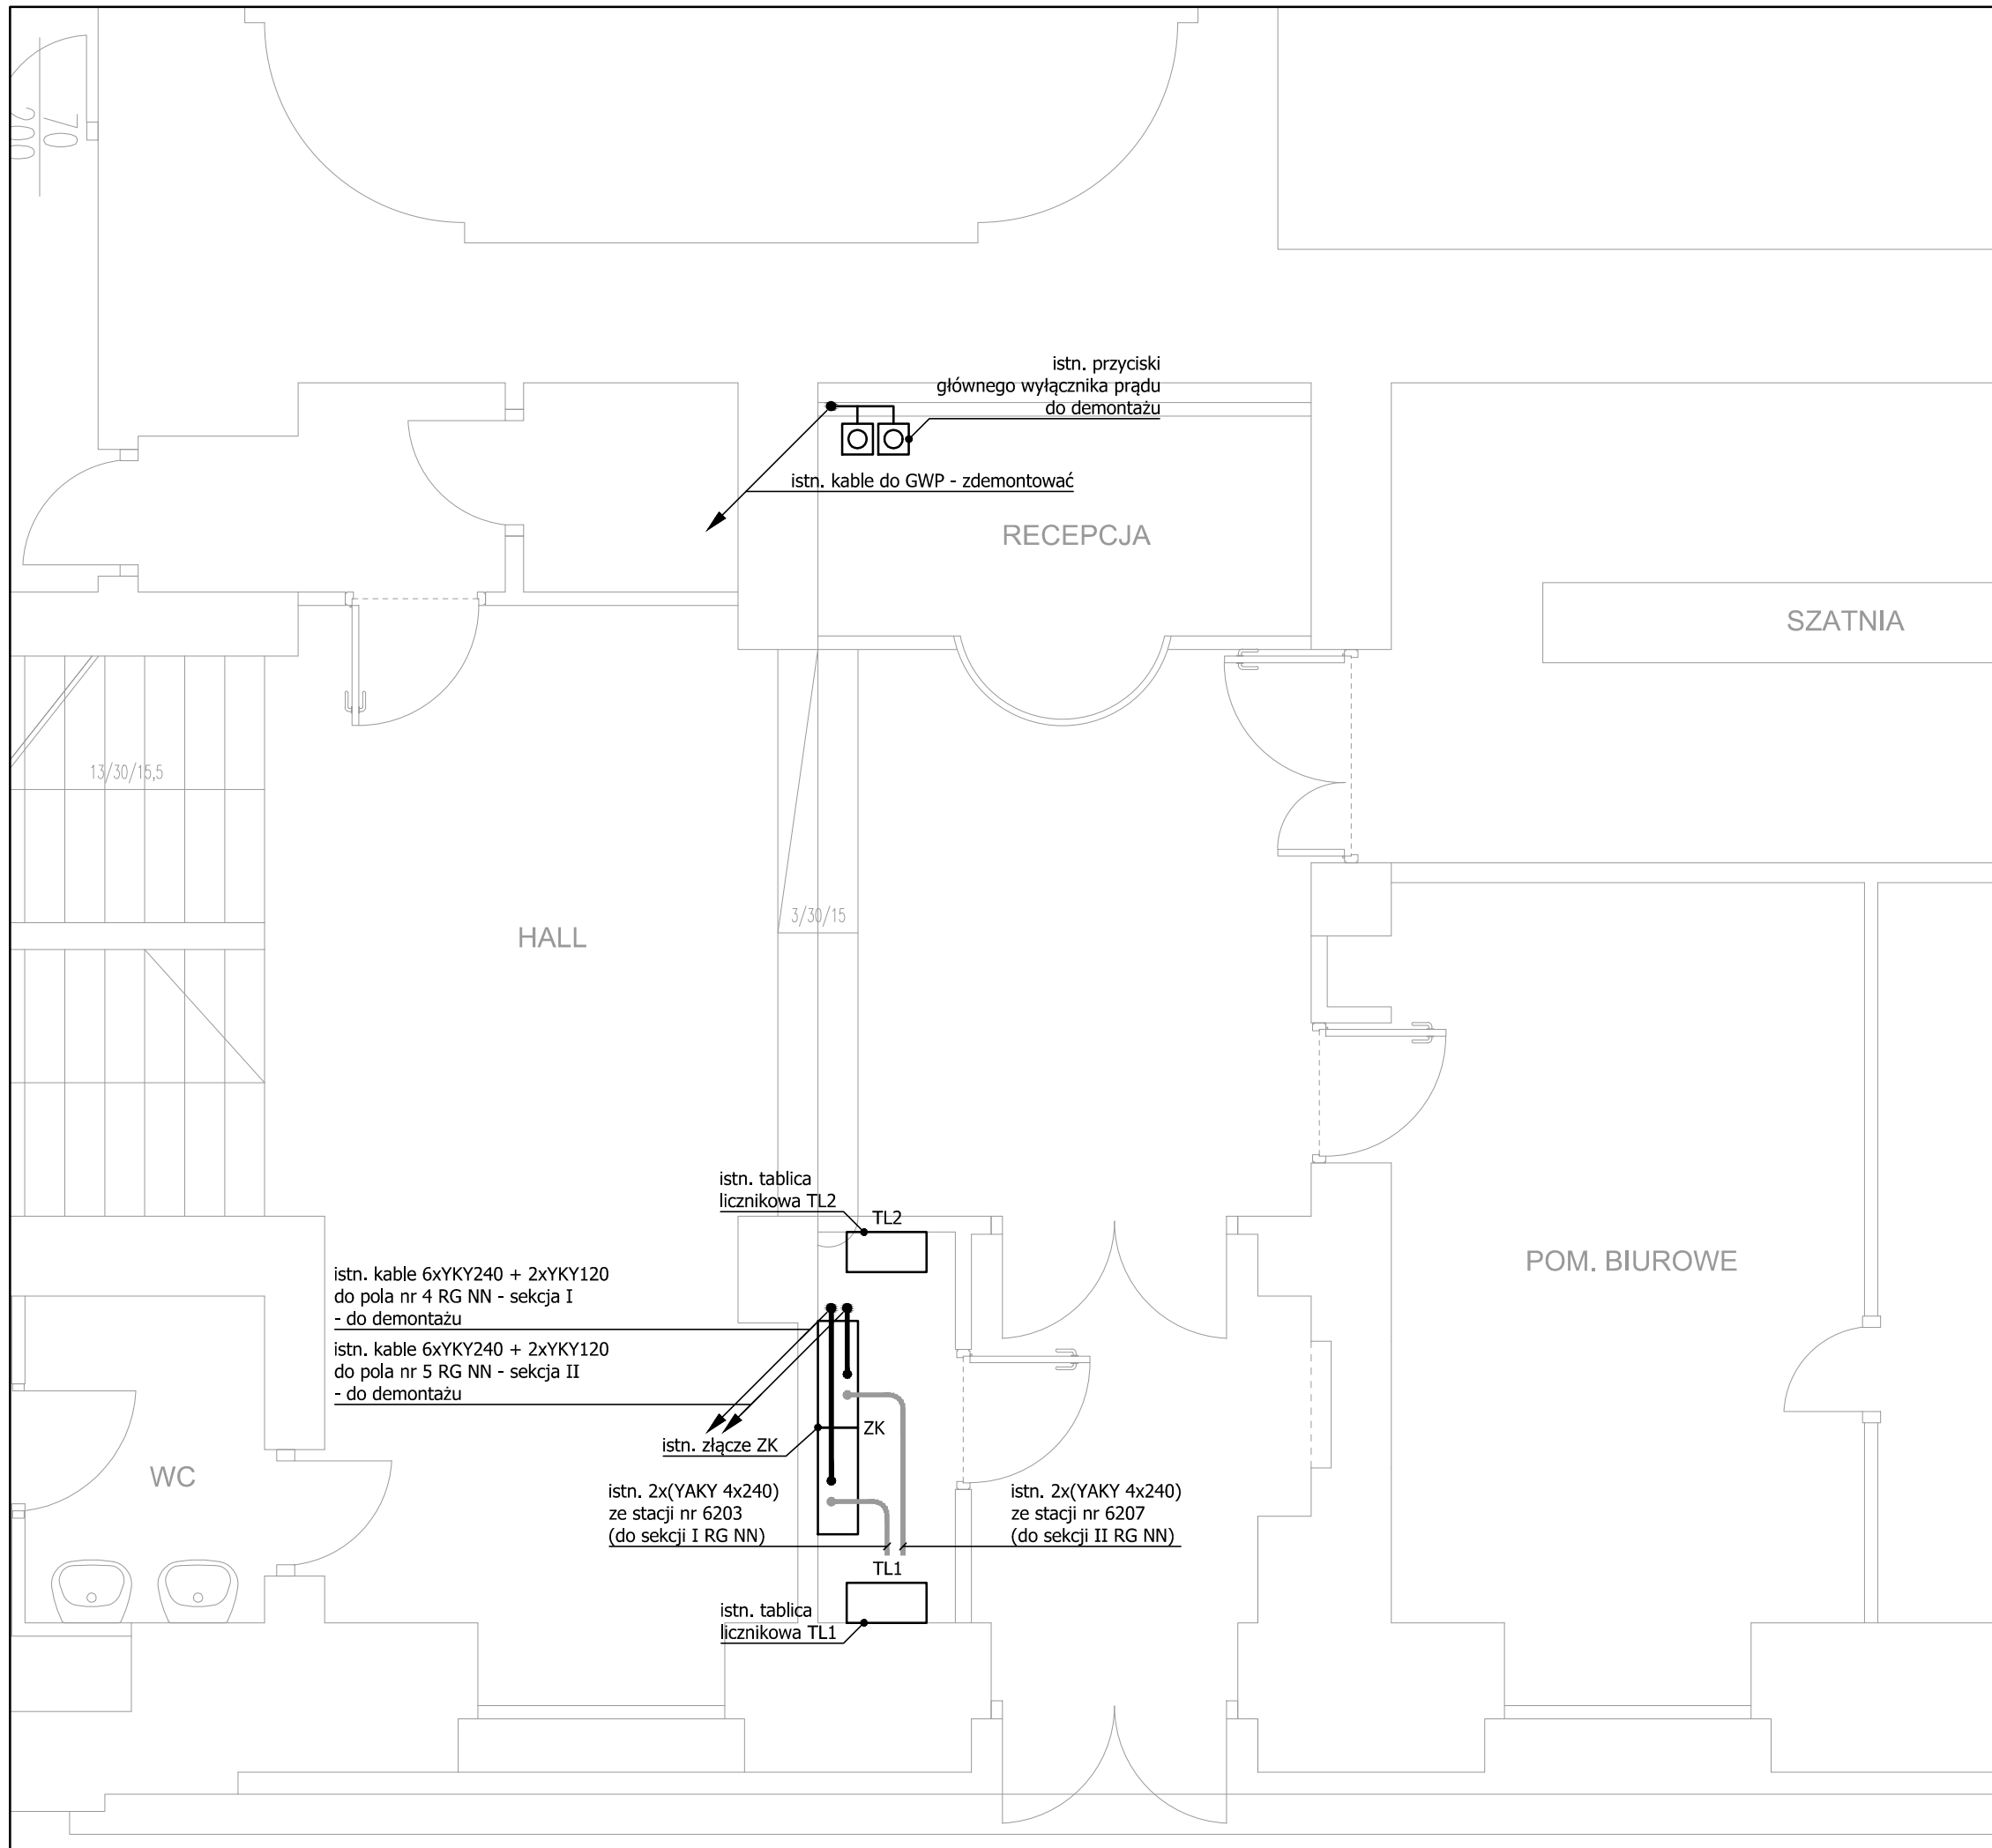 200
70
istn. przyciski
głównego wyłącznika prądu
do demontażu
istn. kable do GWP - zdemontować
RECEPCJA
SZATNIA
13/30/15,5
3/30/15
HALL
istn. tablica
licznikowa TL2
TL2
POM. BIUROWE
istn. kable 6xYKY240 + 2xYKY120
do pola nr 4 RG NN - sekcja I
- do demontażu
istn. kable 6xYKY240 + 2xYKY120
do pola nr 5 RG NN - sekcja II
- do demontażu
ZK
istn. złącze ZK
WC
istn. 2x(YAKY 4x240)
ze stacji nr 6203
(do sekcji I RG NN)
istn. 2x(YAKY 4x240)
ze stacji nr 6207
(do sekcji II RG NN)
TL1
istn. tablica
licznikowa TL1